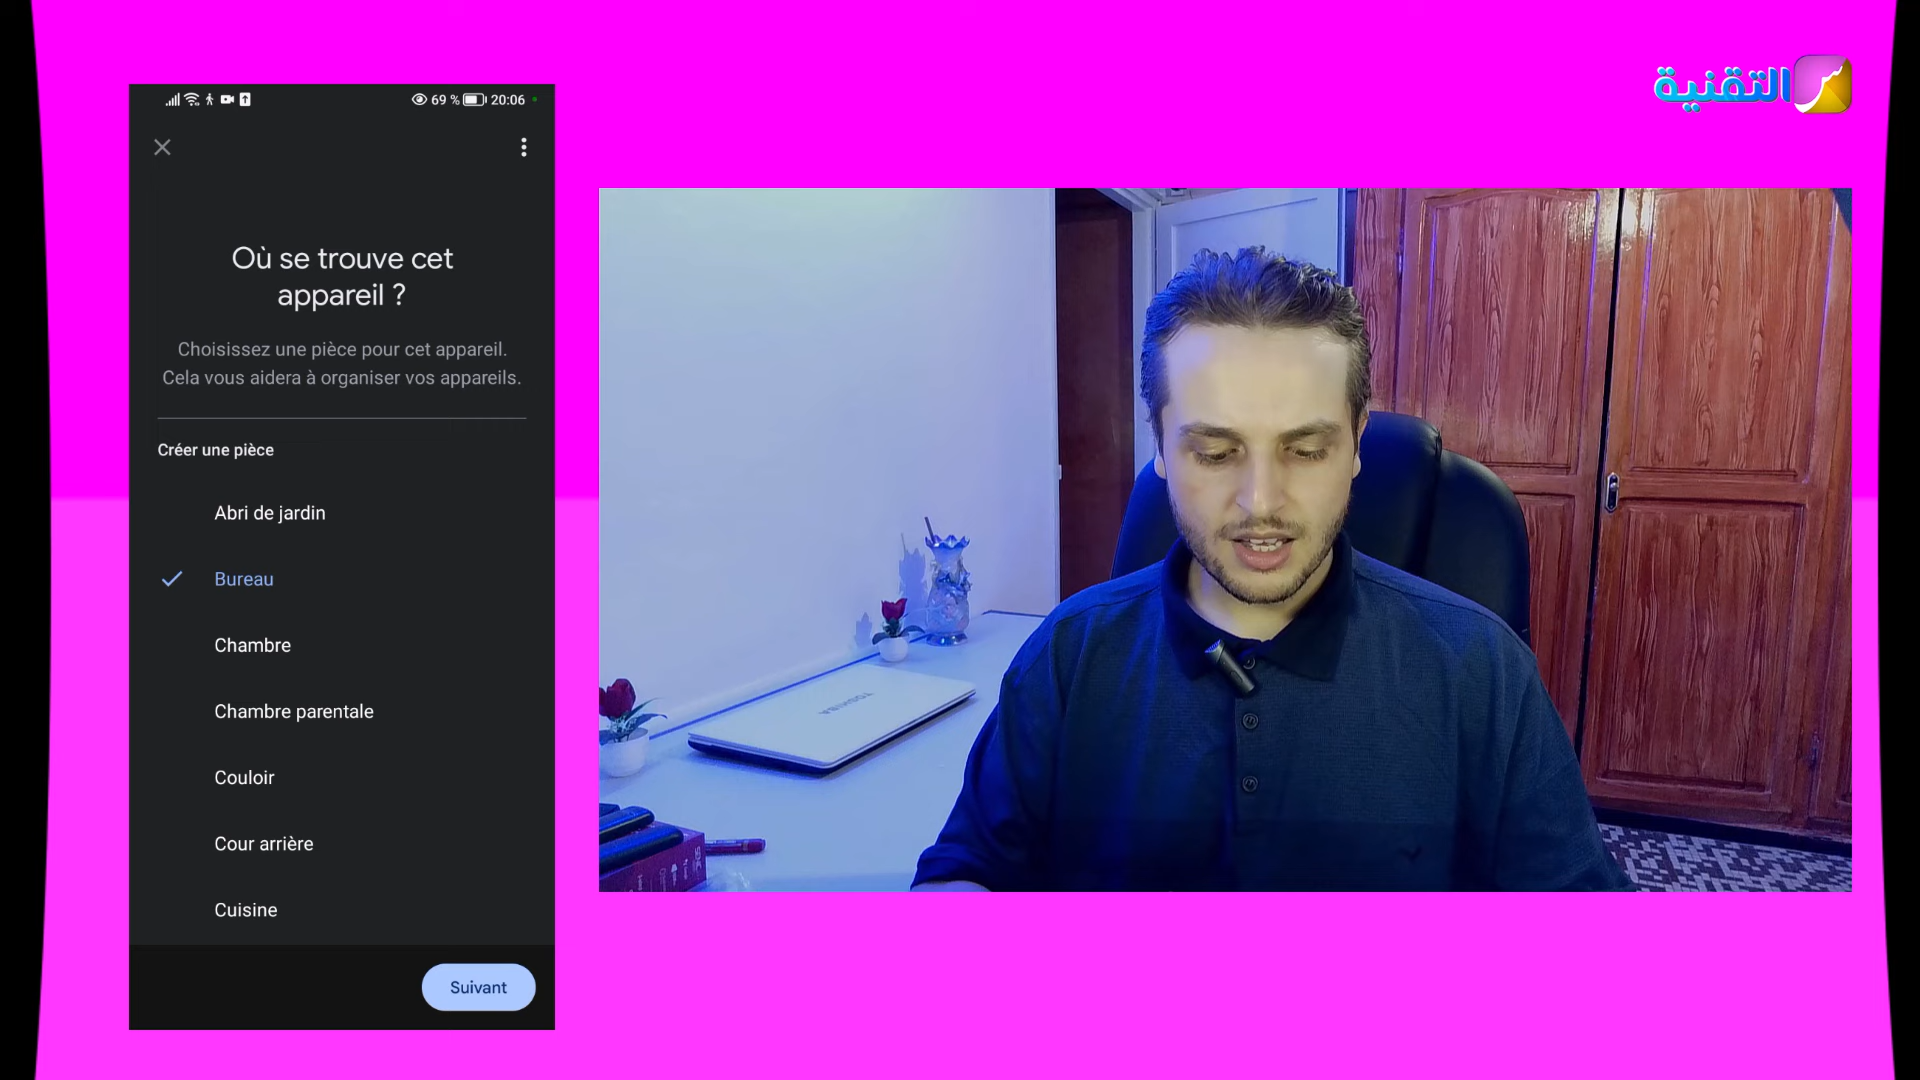 التقنية
69 % 20:06
Où se trouve cet
appareil ?
Choisissez une pièce pour cet appareil.
Cela vous aidera à organiser vos appareils.
Créer une pièce
Abri de jardin
Bureau
Chambre
Chambre parentale
Couloir
Cour arrière
Cuisine
Suivant
TOSHIBA